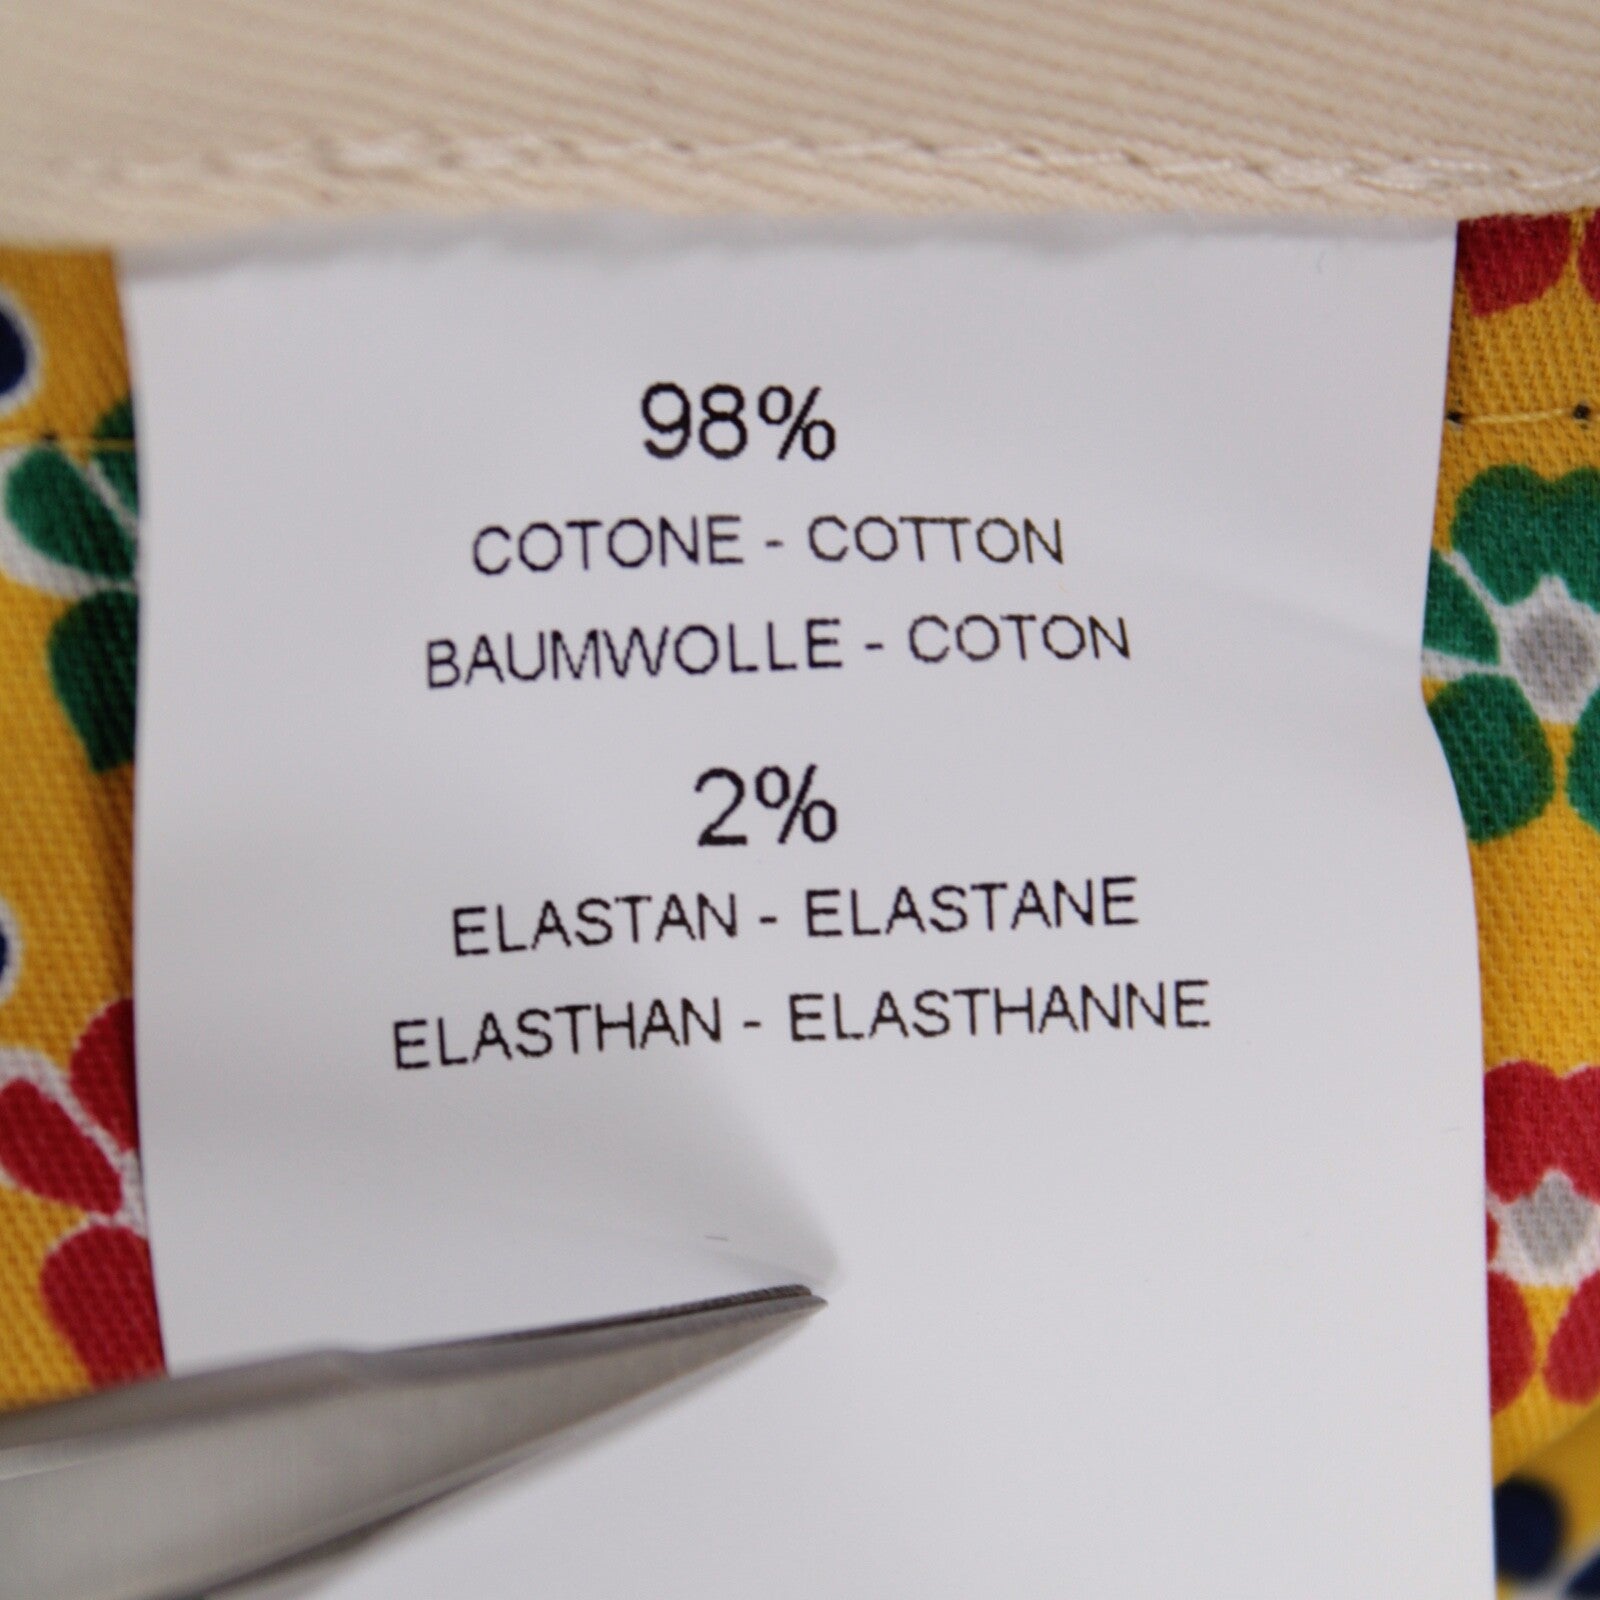 98%
COTONE - COTTON
BAUMWOLLE - COTON
2%
ELASTAN - ELASTANE
ELASTHAN - ELASTHANNE